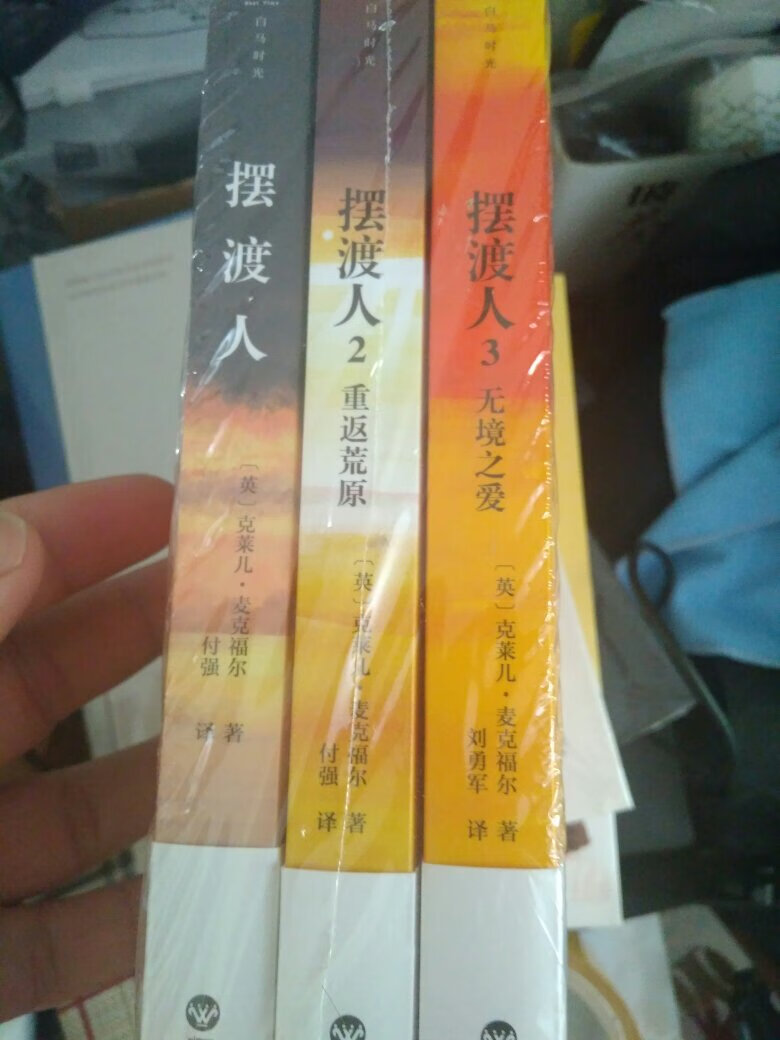 白马时光
摆渡人
〔英〕克莱儿·麦克福尔 著
付强 译
白马时光
摆渡人2
重返荒原
〔英〕克莱儿·麦克福尔 著
付强 译
白马时光
摆渡人3
无境之爱
〔英〕克莱儿·麦克福尔 著
刘勇军 译